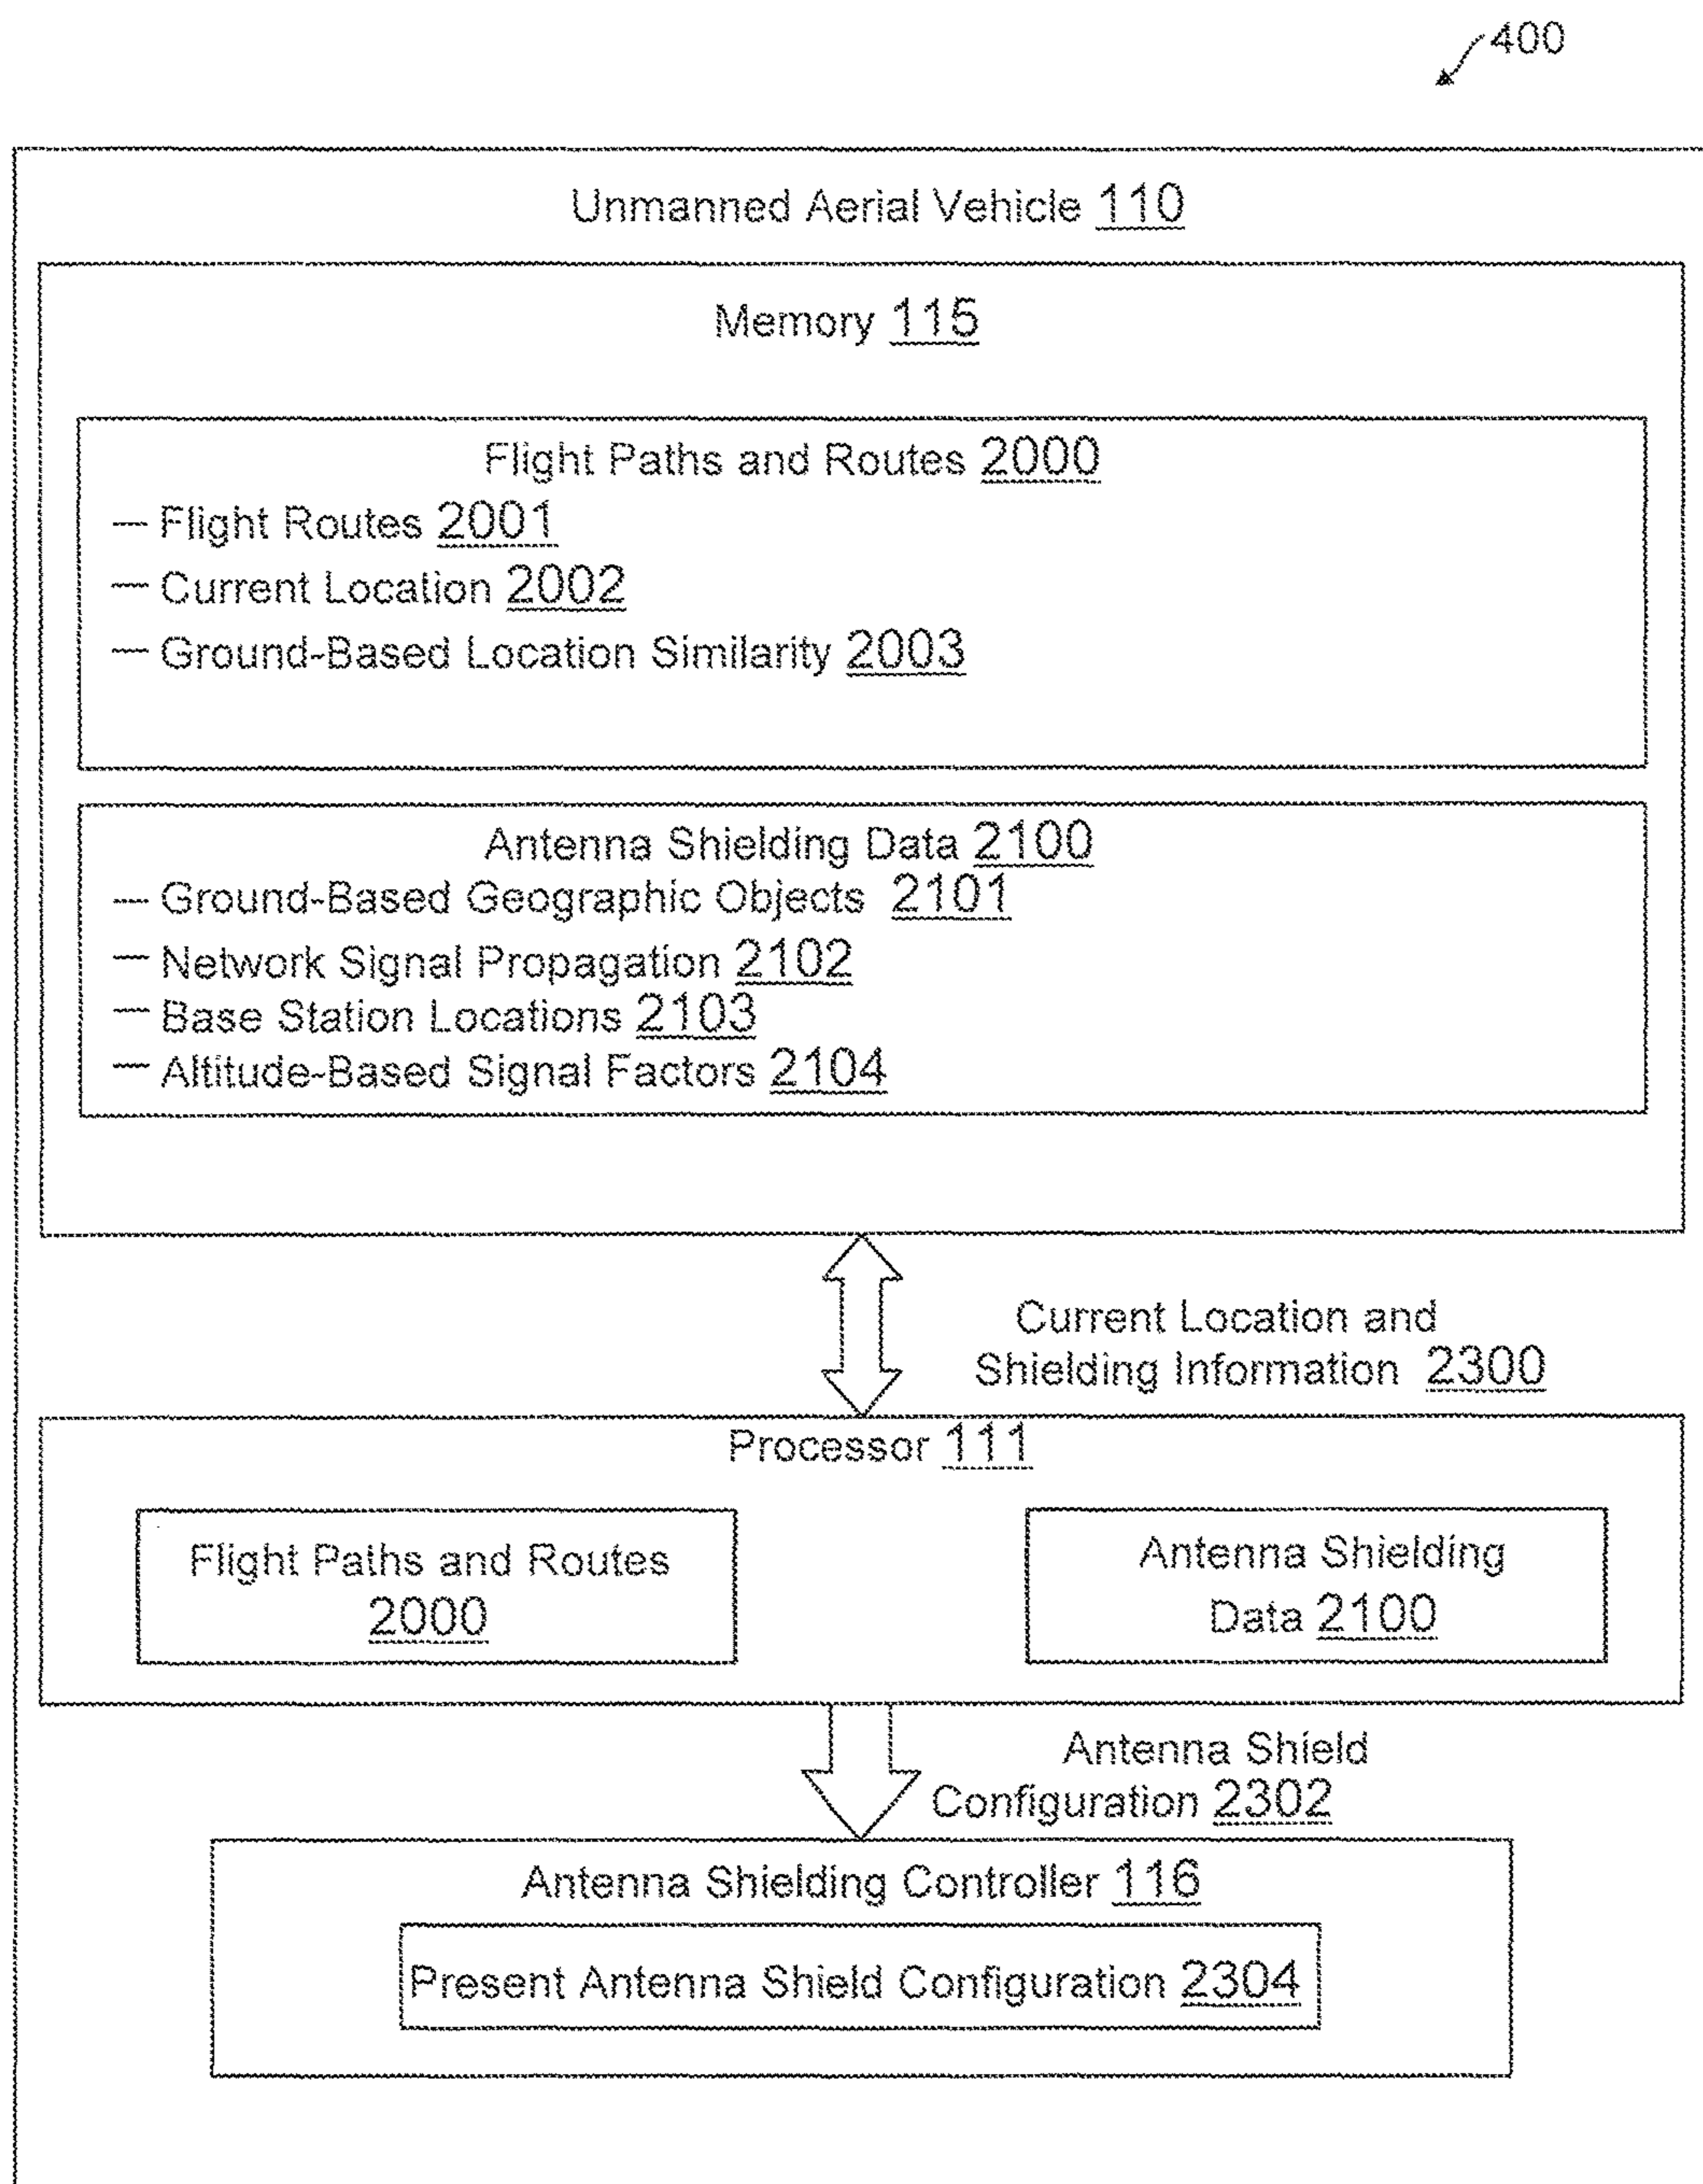 400
Unmanned Aerial Vehicle 110
Memory 115
Flight Paths and Routes 2000
— Flight Routes 2001
— Current Location 2002
— Ground-Based Location Similarity 2003
Antenna Shielding Data 2100
— Ground-Based Geographic Objects 2101
— Network Signal Propagation 2102
— Base Station Locations 2103
— Altitude-Based Signal Factors 2104
Current Location and
Shielding Information 2300
Processor 111
Flight Paths and Routes
2000
Antenna Shielding
Data 2100
Antenna Shield
Configuration 2302
Antenna Shielding Controller 116
Present Antenna Shield Configuration 2304